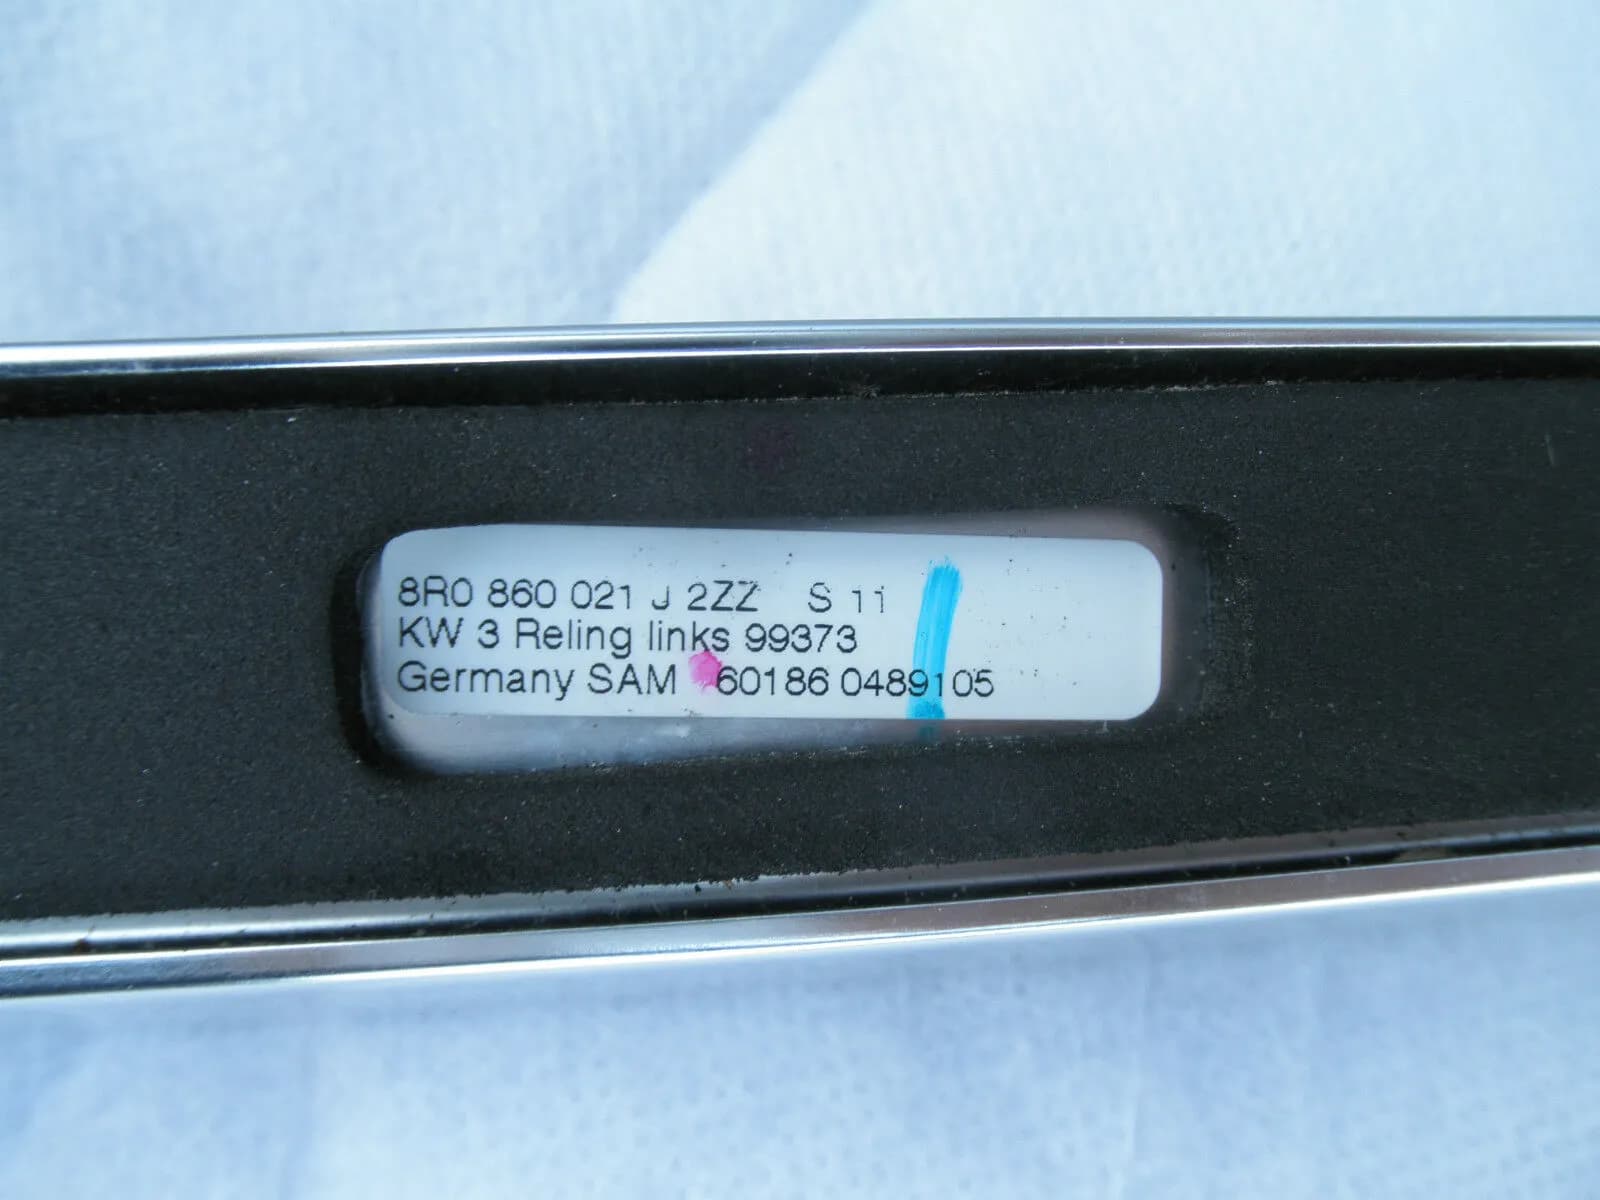 8R0 860 021 J 2ZZ S 11
KW 3 Reling links 99373
Germany SAM 60186 0489105